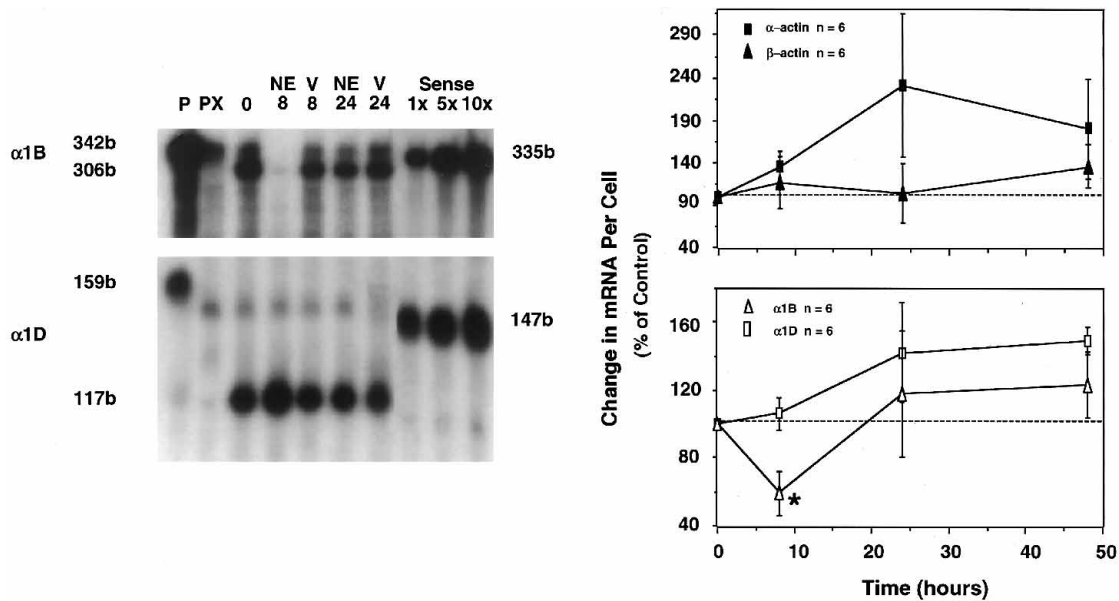 NE V NE V Sense
P PX 0 8 8 24 24 1x 5x 10x
α1B
342b
306b
335b
159b
α1D
147b
117b
Change in mRNA Per Cell
(% of Control)
290
240
190
140
90
40
α–actin n = 6
β–actin n = 6
160
120
80
40
α1B n = 6
α1D n = 6
*
0 10 20 30 40 50
Time (hours)